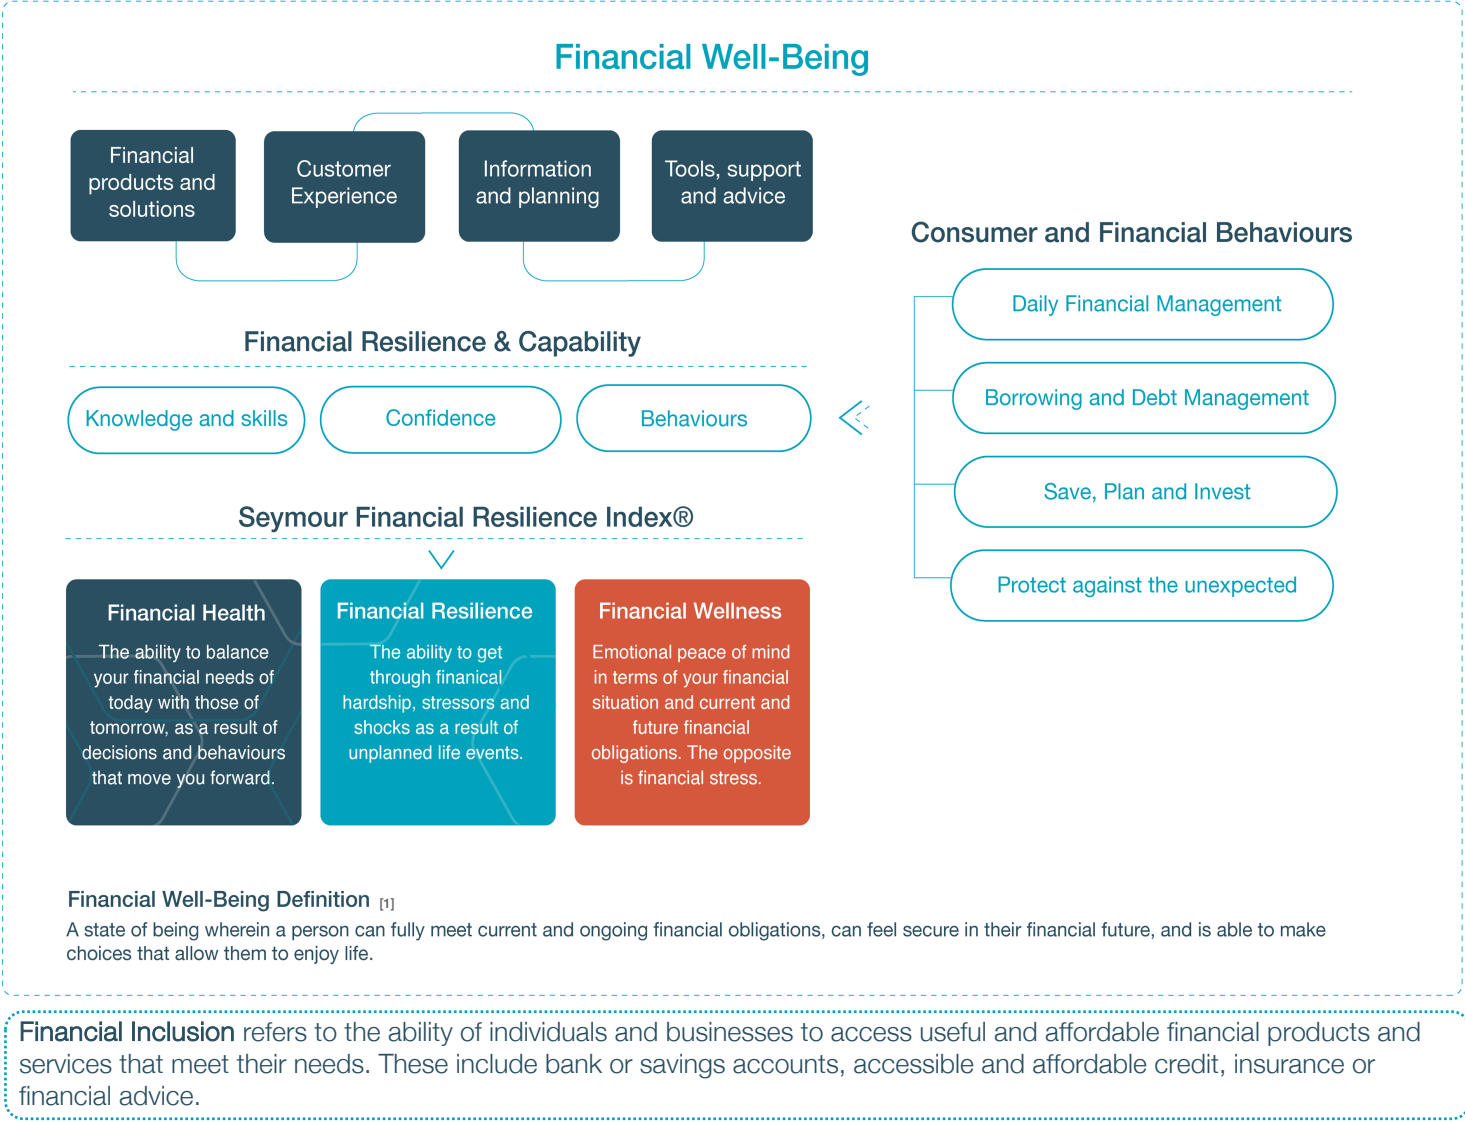 Financial Well-Being
Financial
products and
solutions
Customer
Experience
Information
and planning
Tools, support
and advice
Consumer and Financial Behaviours
Daily Financial Management
Borrowing and Debt Management
Save, Plan and Invest
Protect against the unexpected
Financial Resilience & Capability
Knowledge and skills
Confidence
Behaviours
Seymour Financial Resilience Index®
Financial Health
The ability to balance
your financial needs of
today with those of
tomorrow, as a result of
decisions and behaviours
that move you forward.
Financial Resilience
The ability to get
through finanical
hardship, stressors and
shocks as a result of
unplanned life events.
Financial Wellness
Emotional peace of mind
in terms of your financial
situation and current and
future financial
obligations. The opposite
is financial stress.
Financial Well-Being Definition [1]
A state of being wherein a person can fully meet current and ongoing financial obligations, can feel secure in their financial future, and is able to make
choices that allow them to enjoy life.
Financial Inclusion refers to the ability of individuals and businesses to access useful and affordable financial products and
services that meet their needs. These include bank or savings accounts, accessible and affordable credit, insurance or
financial advice.